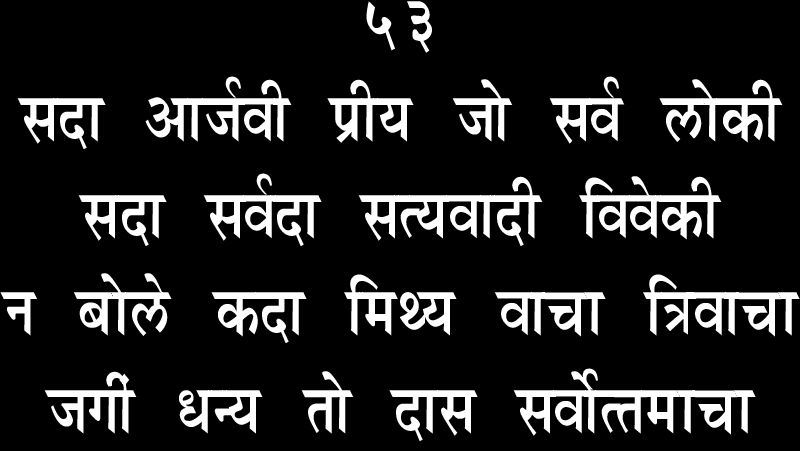 ५३
सदा आर्जवी प्रीय जो सर्व लोकी
सदा सर्वदा सत्यवादी विवेकी
न बोले कदा मिथ्य वाचा त्रिवाचा
जगीं धन्य तो दास सर्वोत्तमाचा